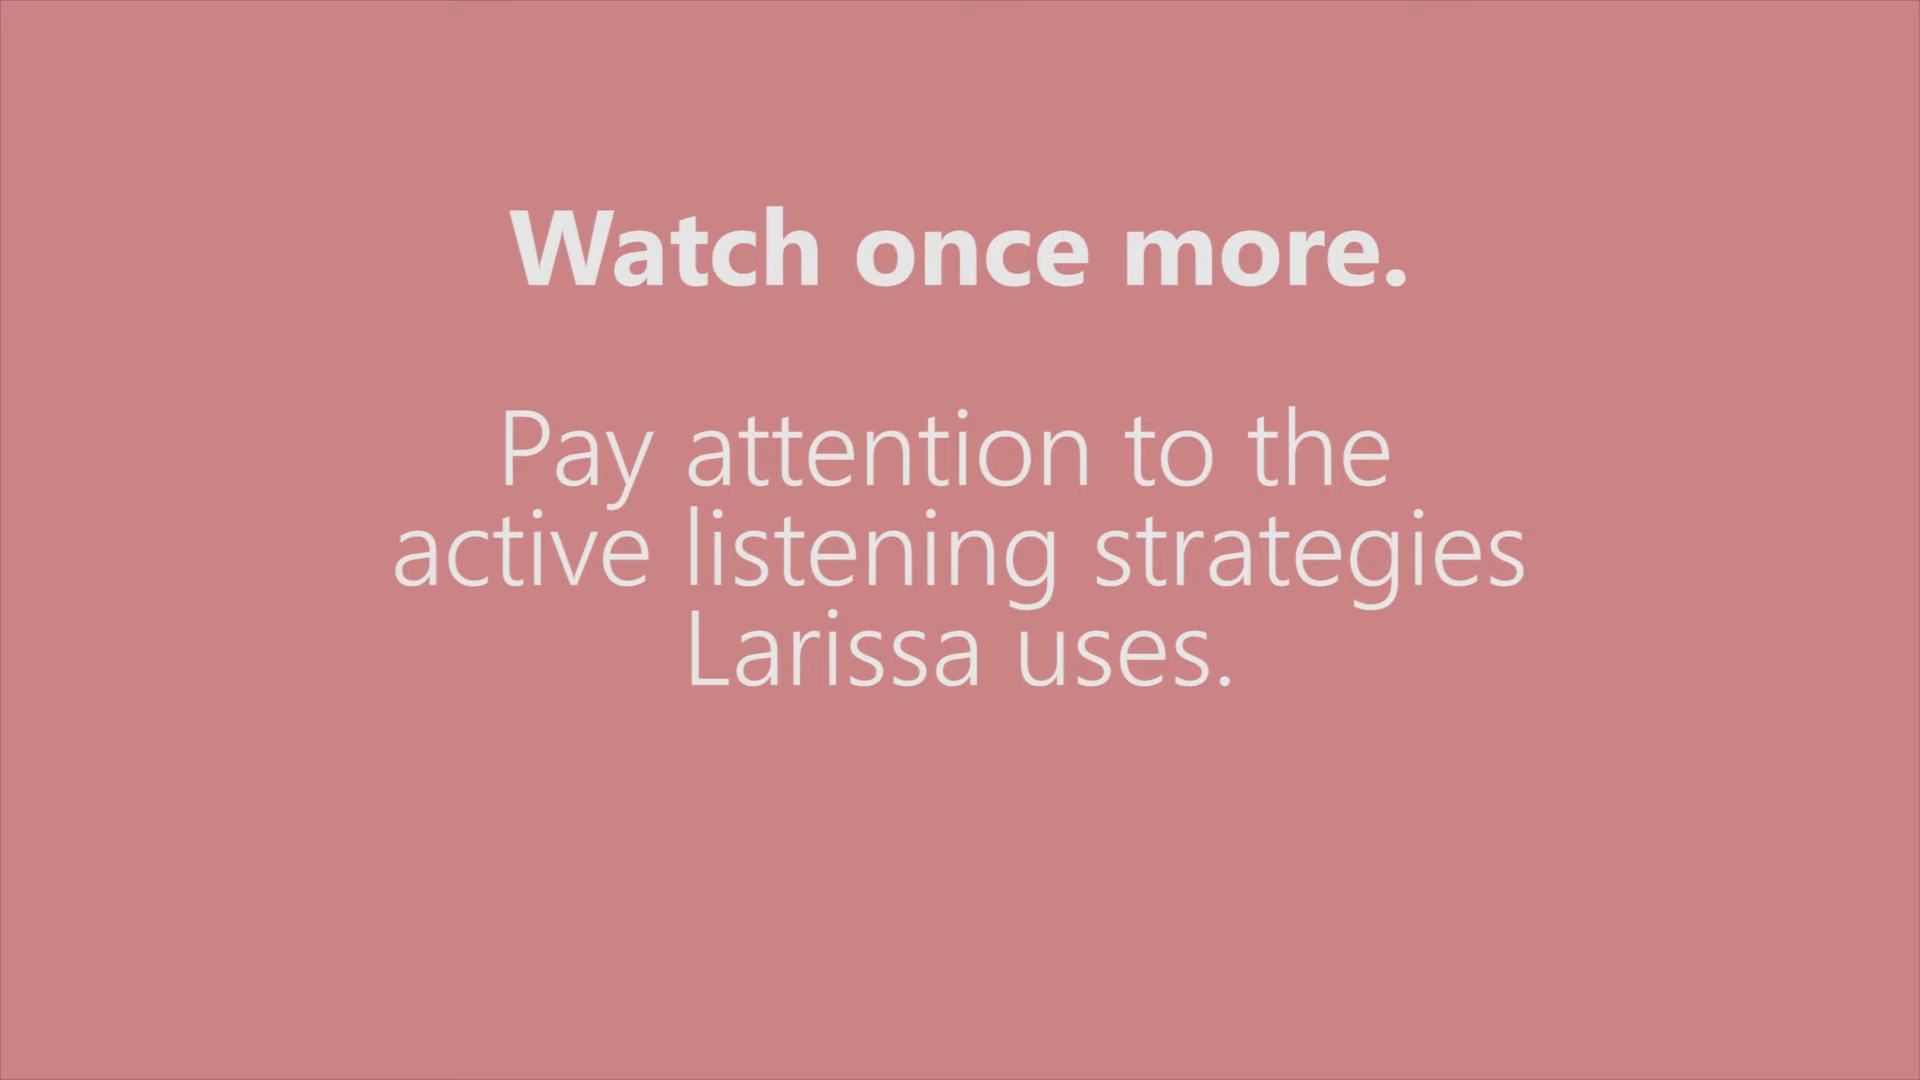 Watch once more.
Pay attention to the
active listening strategies
Larissa uses.